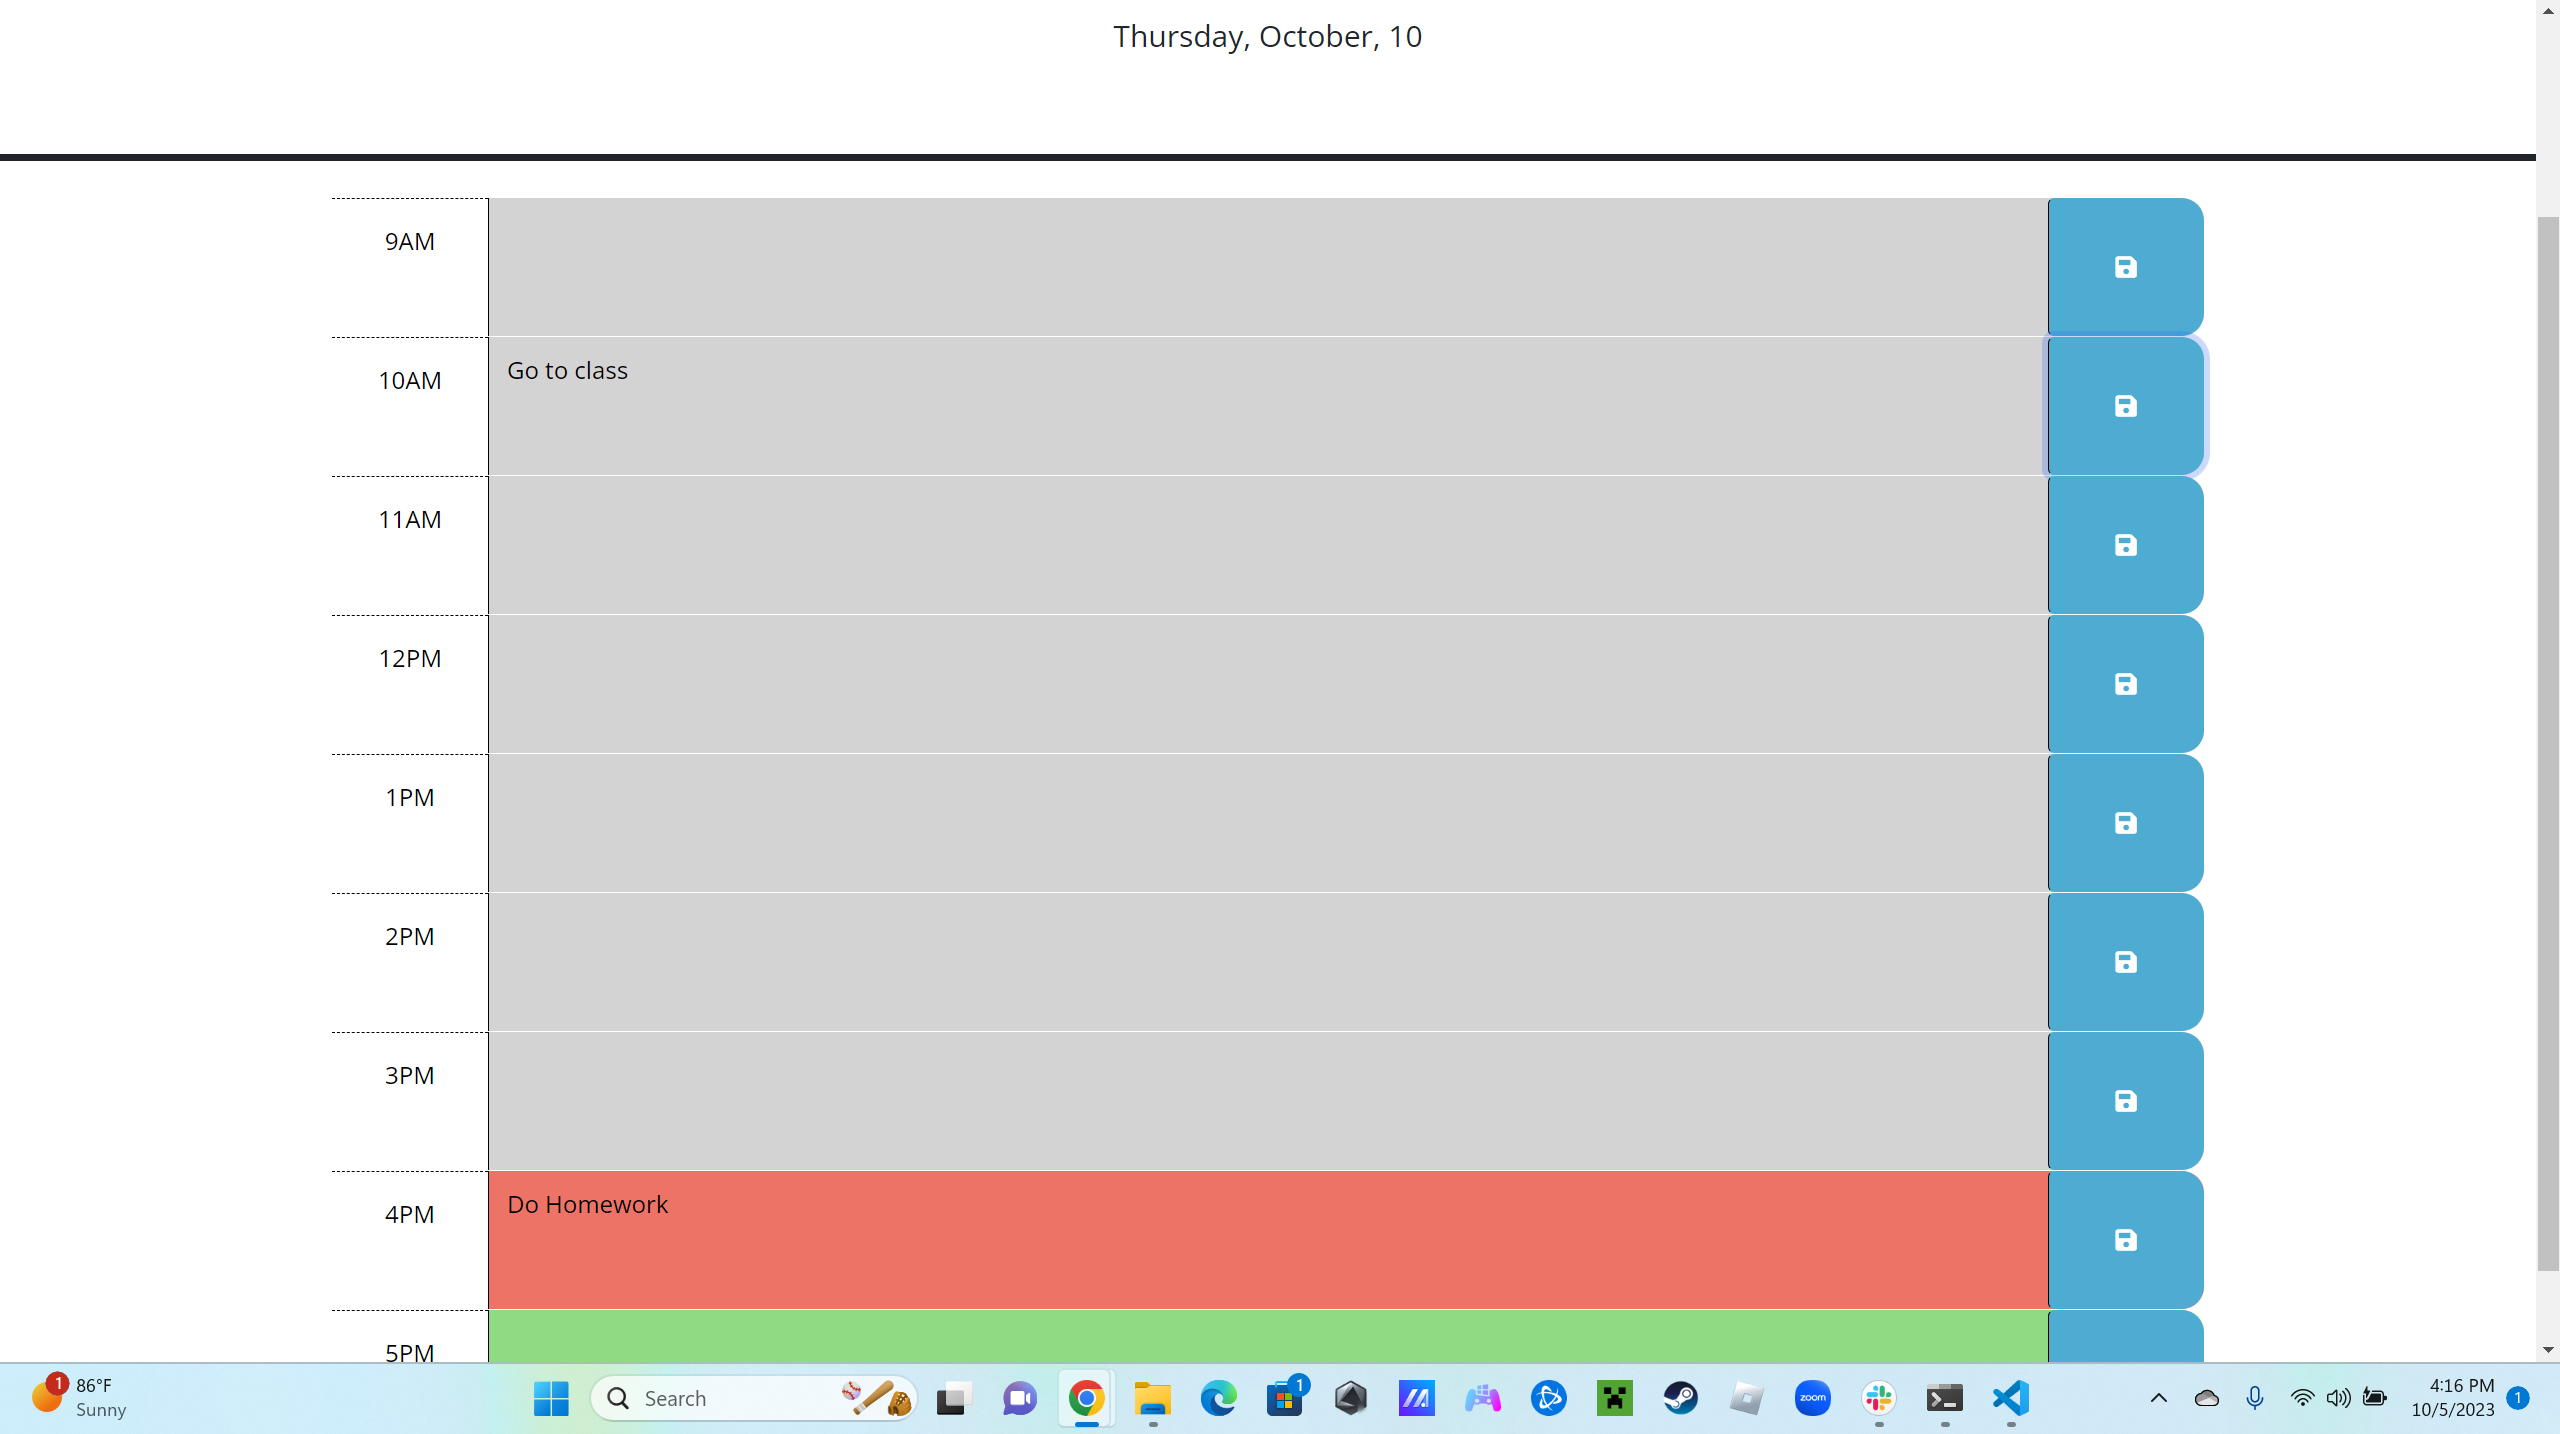 Thursday, October, 10
9AM
10AM
Go to class
11AM
12PM
1PM
2PM
3PM
4PM
Do Homework
5PM
1
86°F
Sunny
Search
1
zoom
4:16 PM
10/5/2023
1